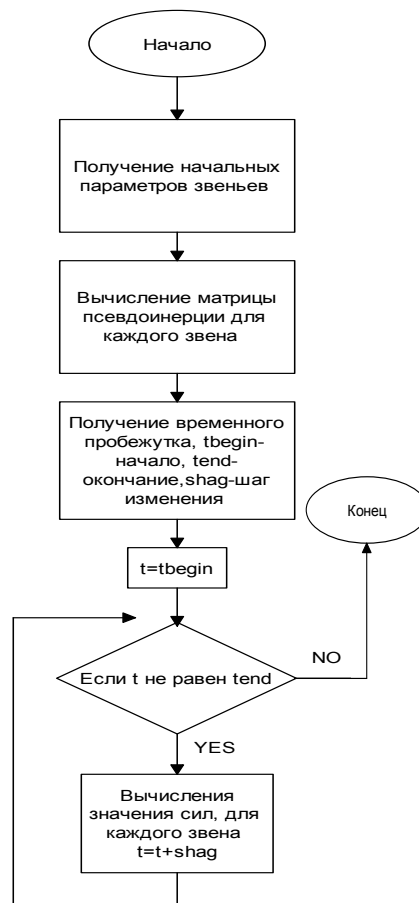 Начало
Получение начальных
параметров звеньев
Вычисление матрицы
псевдоинерции для
каждого звена
Получение временного
пробежутка, tbegin-
начало, tend-
окончание,shag-шаг
изменения
Конец
t=tbegin
Если t не равен tend
NO
YES
Вычисления
значения сил, для
каждого звена
t=t+shag